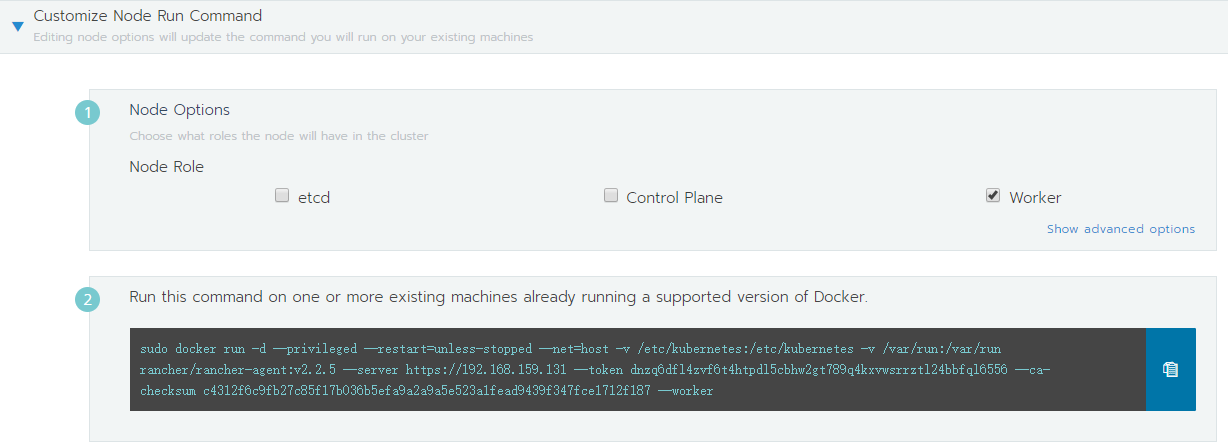 Customize Node Run Command
Editing node options will update the command you will run on your existing machines
1
Node Options
Choose what roles the node will have in the cluster
Node Role
etcd
Control Plane
Worker
Show advanced options
2
Run this command on one or more existing machines already running a supported version of Docker.
sudo docker run -d --privileged --restart=unless-stopped --net=host -v /etc/kubernetes:/etc/kubernetes -v /var/run:/var/run
rancher/rancher-agent:v2.2.5 --server https://192.168.159.131 --token dnzq6dfl4zvf6t4htpdl5cbhw2gt789q4kxvwsrrztl24bbfql6556 --ca-
checksum c4312f6c9fb27c85f17b036b5efa9a2a9a5e523a1fead9439f347fce1712f187 --worker